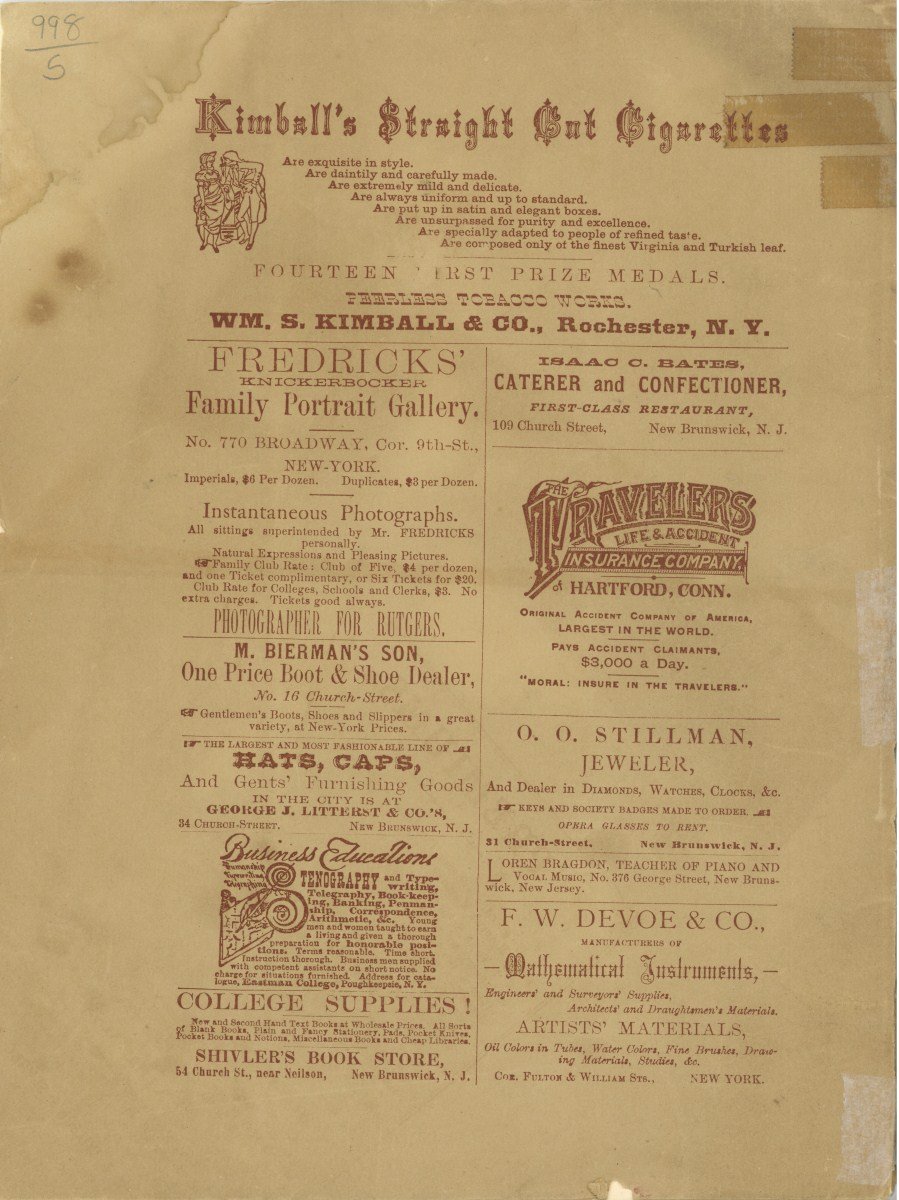 998
5
Kimball's Straight Cut Cigarettes
Are exquisite in style.
Are daintily and carefully made.
Are extremely mild and delicate.
Are always uniform and up to standard.
Are put up in satin and elegant boxes.
Are unsurpassed for purity and excellence.
Are specially adapted to people of refined taste.
Are composed only of the finest Virginia and Turkish leaf.
FOURTEEN FIRST PRIZE MEDALS.
PEERLESS TOBACCO WORKS.
WM. S. KIMBALL & CO., Rochester, N. Y.
FREDRICKS'
KNICKERBOCKER
Family Portrait Gallery.
No. 770 BROADWAY, Cor. 9th-St.,
NEW-YORK.
Imperials, $6 Per Dozen. Duplicates, $3 per Dozen.
Instantaneous Photographs.
All sittings superintended by Mr. FREDRICKS
personally.
Natural Expressions and Pleasing Pictures.
☞Family Club Rate: Club of Five, $4 per dozen,
and one Ticket complimentary, or Six Tickets for $20.
Club Rate for Colleges, Schools and Clerks, $3. No
extra charges. Tickets good always.
PHOTOGRAPHER FOR RUTGERS.
M. BIERMAN'S SON,
One Price Boot & Shoe Dealer,
No. 16 Church-Street.
☞Gentlemen's Boots, Shoes and Slippers in a great
variety, at New-York Prices.
☞ THE LARGEST AND MOST FASHIONABLE LINE OF ☜
HATS, CAPS,
And Gents' Furnishing Goods
IN THE CITY IS AT
GEORGE J. LITTERST & CO.'S,
34 CHURCH-STREET. NEW BRUNSWICK, N. J.
Business Educations
Penmanship
Typewriting
Telegraphing
STENOGRAPHY and Type-
writing,
Telegraphy, Book-keep-
ing, Banking, Penman-
ship, Correspondence,
Arithmetic, &c. Young
men and women taught to earn
a living and given a thorough
preparation for honorable posi-
tions. Terms reasonable. Time short.
Instruction thorough. Business men supplied
with competent assistants on short notice. No
charge for situations furnished. Address for cata-
logue, Eastman College, Poughkeepsie, N. Y.
COLLEGE SUPPLIES!
New and Second Hand Text Books at Wholesale Prices. All Sorts
of Blank Books, Plain and Fancy Stationery, Pads, Pocket Knives,
Pocket Books and Notions, Miscellaneous Books and Cheap Libraries.
SHIVLER'S BOOK STORE,
54 Church St., near Neilson, New Brunswick, N. J.
ISAAC C. BATES,
CATERER and CONFECTIONER,
FIRST-CLASS RESTAURANT,
109 Church Street, New Brunswick, N. J.
THE
TRAVELERS
LIFE & ACCIDENT
INSURANCE COMPANY.
of HARTFORD, CONN.
ORIGINAL ACCIDENT COMPANY OF AMERICA,
LARGEST IN THE WORLD.
PAYS ACCIDENT CLAIMANTS,
$3,000 a Day.
"MORAL: INSURE IN THE TRAVELERS."
O. O. STILLMAN,
JEWELER,
And Dealer in DIAMONDS, WATCHES, CLOCKS, &c.
☞ KEYS AND SOCIETY BADGES MADE TO ORDER. ☜
OPERA GLASSES TO RENT.
31 Church-Street. New Brunswick, N. J.
LOREN BRAGDON, TEACHER OF PIANO AND
VOCAL MUSIC, No. 376 George Street, New Bruns-
wick, New Jersey.
F. W. DEVOE & CO.,
MANUFACTURERS OF
—Mathematical Instruments,—
Engineers' and Surveyors' Supplies,
Architects' and Draughtsmen's Materials.
ARTISTS' MATERIALS,
Oil Colors in Tubes, Water Colors, Fine Brushes, Draw-
ing Materials, Studies, &c.
COR. FULTON & WILLIAM STS., NEW YORK.